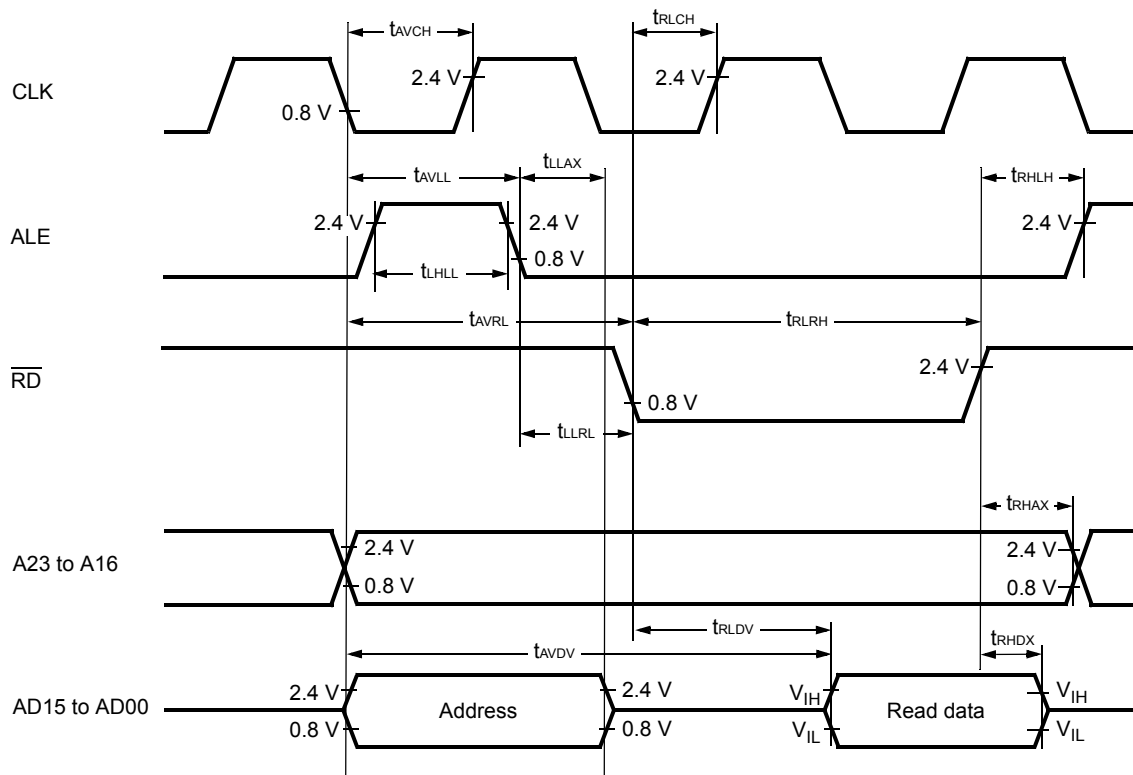 tAVCH
tRLCH
CLK
2.4 V
2.4 V
0.8 V
tAVLL
tLLAX
tRHLH
ALE
2.4 V
2.4 V
2.4 V
0.8 V
tLHLL
tAVRL
tRLRH
RD
2.4 V
0.8 V
tLLRL
tRHAX
A23 to A16
2.4 V
2.4 V
0.8 V
0.8 V
tRLDV
tAVDV
tRHDX
AD15 to AD00
2.4 V
Address
2.4 V
VIH
Read data
VIH
0.8 V
0.8 V
VIL
VIL